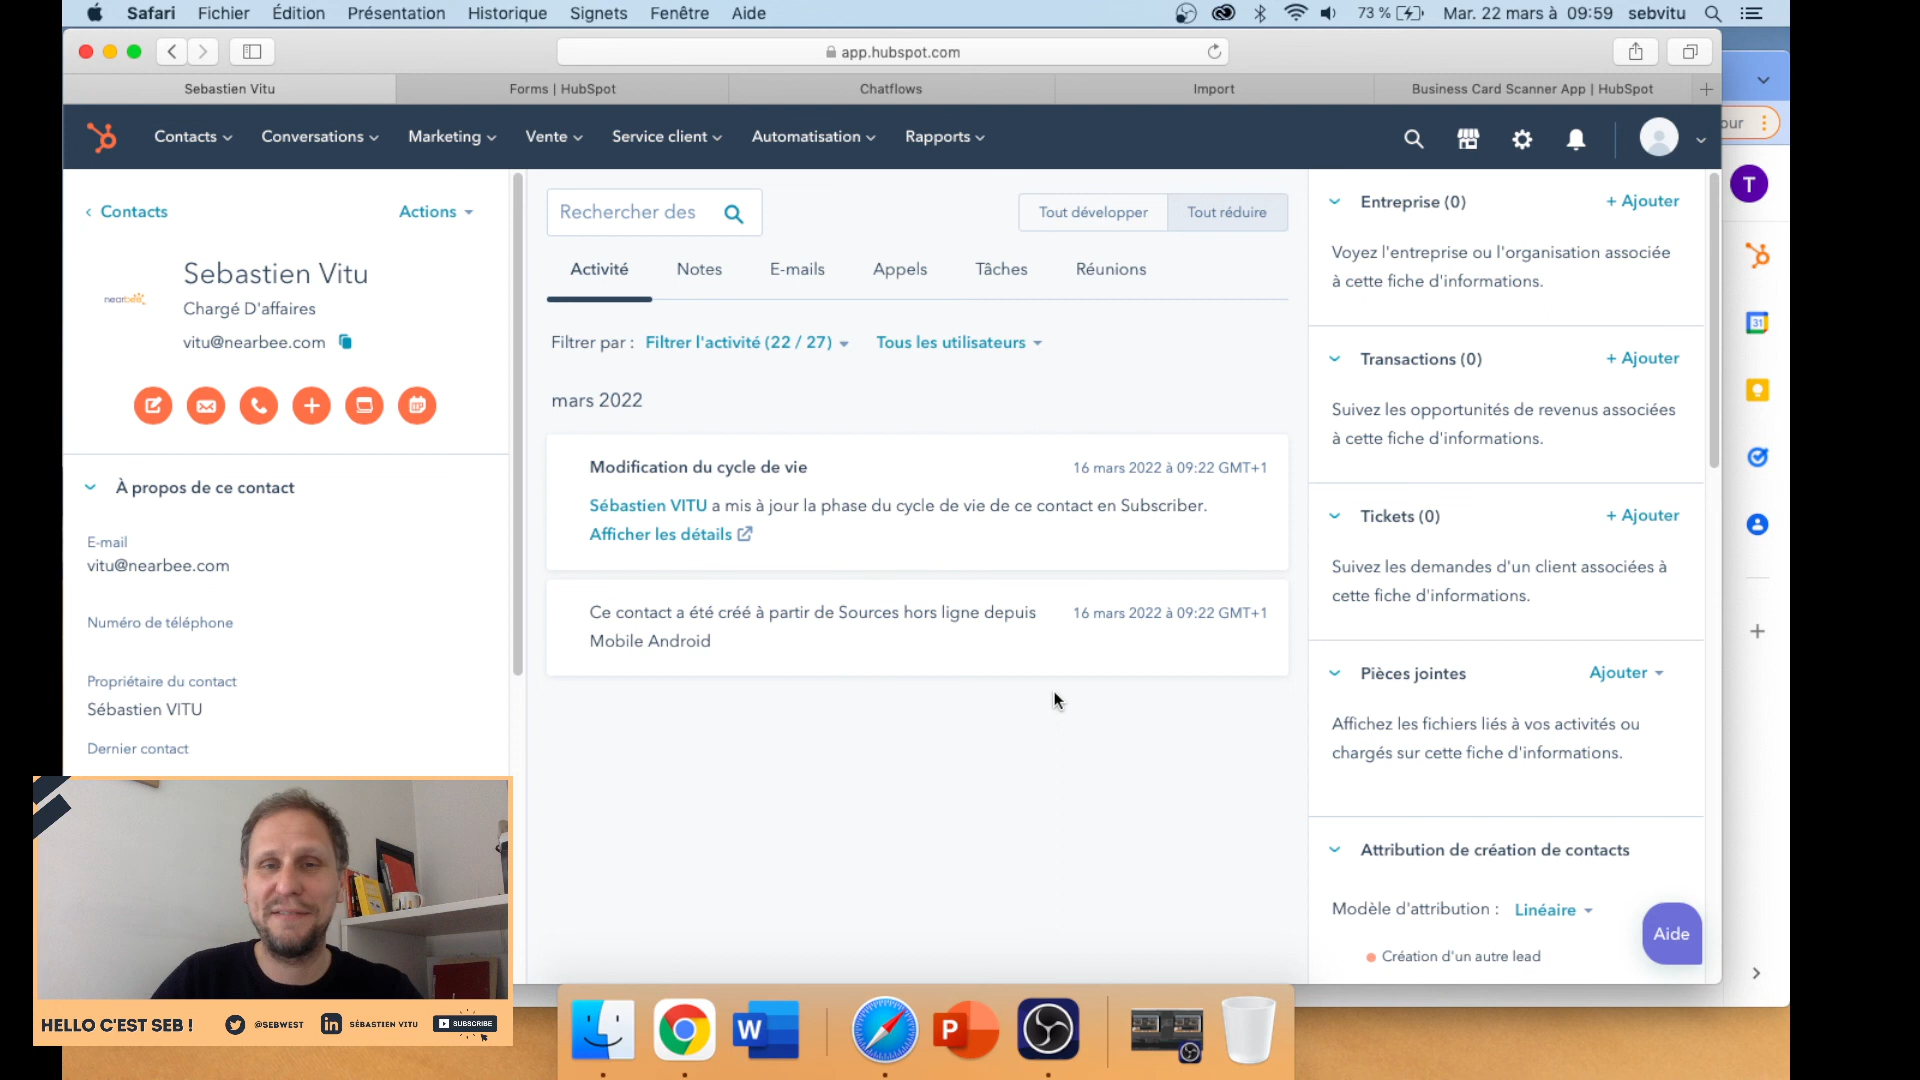 Safari Fichier Édition Présentation Historique Signets Fenêtre Aide
73 % Mar. 22 mars à 09:59 sebvitu
app.hubspot.com
Sebastien Vitu
Forms | HubSpot
Chatflows
Import
Business Card Scanner App | HubSpot
our
Contacts Conversations Marketing Vente Service client Automatisation Rapports
T
31
Contacts
Actions
Sebastien Vitu
Chargé D'affaires
vitu@nearbee.com
nearbee
À propos de ce contact
E-mail
vitu@nearbee.com
Numéro de téléphone
Propriétaire du contact
Sébastien VITU
Dernier contact
Rechercher des
Tout développer
Tout réduire
Activité Notes E-mails Appels Tâches Réunions
Filtrer par : Filtrer l'activité (22 / 27) Tous les utilisateurs
mars 2022
Modification du cycle de vie
16 mars 2022 à 09:22 GMT+1
Sébastien VITU a mis à jour la phase du cycle de vie de ce contact en Subscriber.
Afficher les détails
Ce contact a été créé à partir de Sources hors ligne depuis
Mobile Android
16 mars 2022 à 09:22 GMT+1
Entreprise (0)
+ Ajouter
Voyez l'entreprise ou l'organisation associée
à cette fiche d'informations.
Transactions (0)
+ Ajouter
Suivez les opportunités de revenus associées
à cette fiche d'informations.
Tickets (0)
+ Ajouter
Suivez les demandes d'un client associées à
cette fiche d'informations.
Pièces jointes
Ajouter
Affichez les fichiers liés à vos activités ou
chargés sur cette fiche d'informations.
Attribution de création de contacts
Modèle d'attribution : Linéaire
Création d'un autre lead
Aide
HELLO C'EST SEB !
@SEBWEST
in
SÉBASTIEN VITU
SUBSCRIBE
W
P